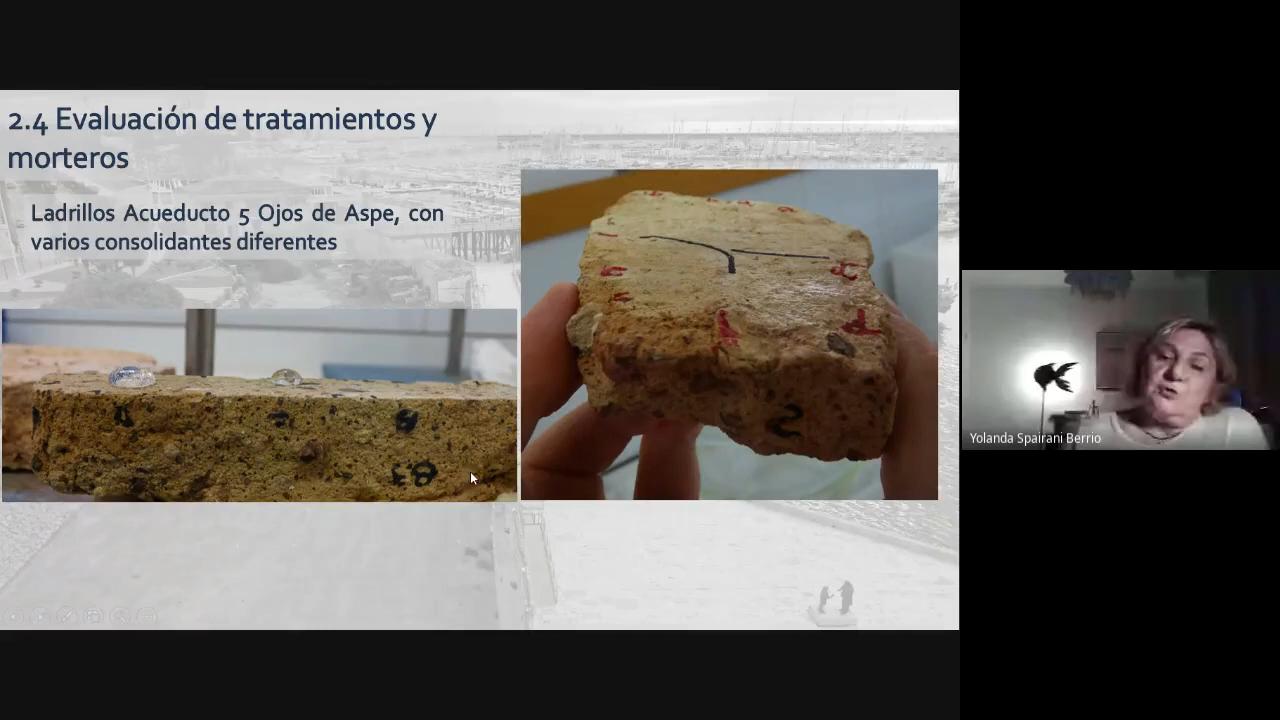 2.4 Evaluación de tratamientos y
morteros
Ladrillos Acueducto 5 Ojos de Aspe, con
varios consolidantes diferentes
Yolanda Spairani Berrio